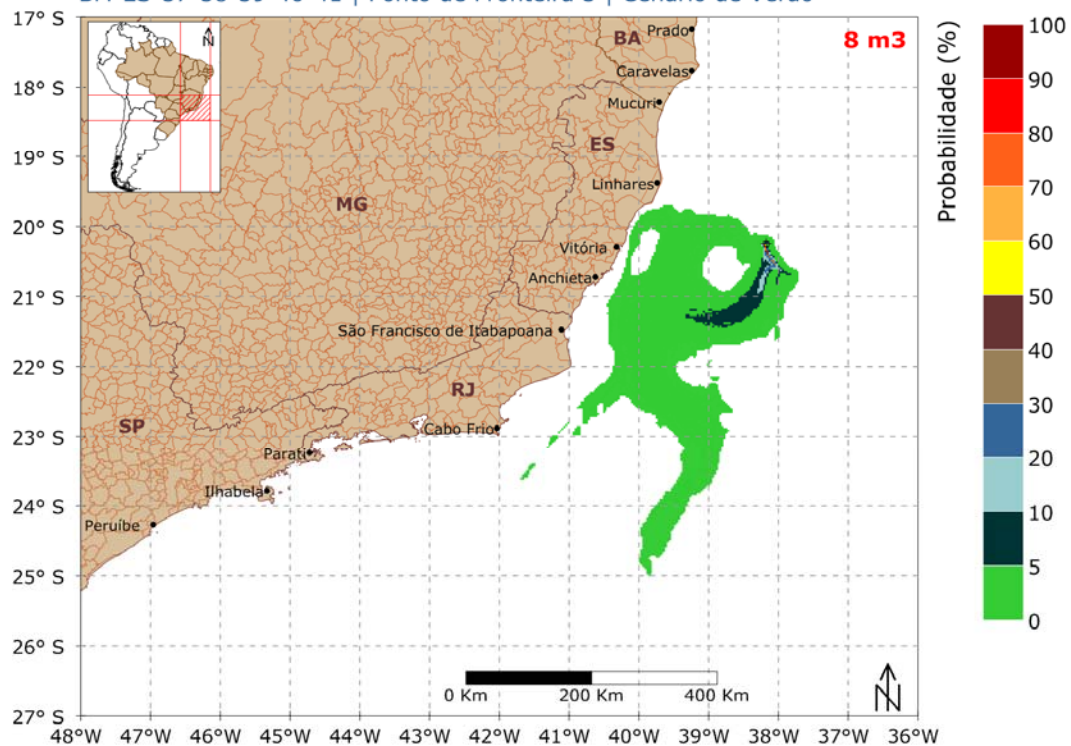 | Ponto de Fronteira | Cenário de Verão
17° S
18° S
19° S
20° S
21° S
22° S
23° S
24° S
25° S
26° S
27° S
48°W
47°W
46°W
45°W
44°W
43°W
42°W
41°W
40°W
39°W
38°W
37°W
36°W
N
8 m3
BA
Prado
Caravelas
Mucuri
ES
Linhares
MG
Vitória
Anchieta
São Francisco de Itabapoana
RJ
SP
Cabo Frio
Parati
Ilhabela
Peruíbe
0 Km 200 Km 400 Km
N
Probabilidade (%)
100
90
80
70
60
50
40
30
20
10
5
0